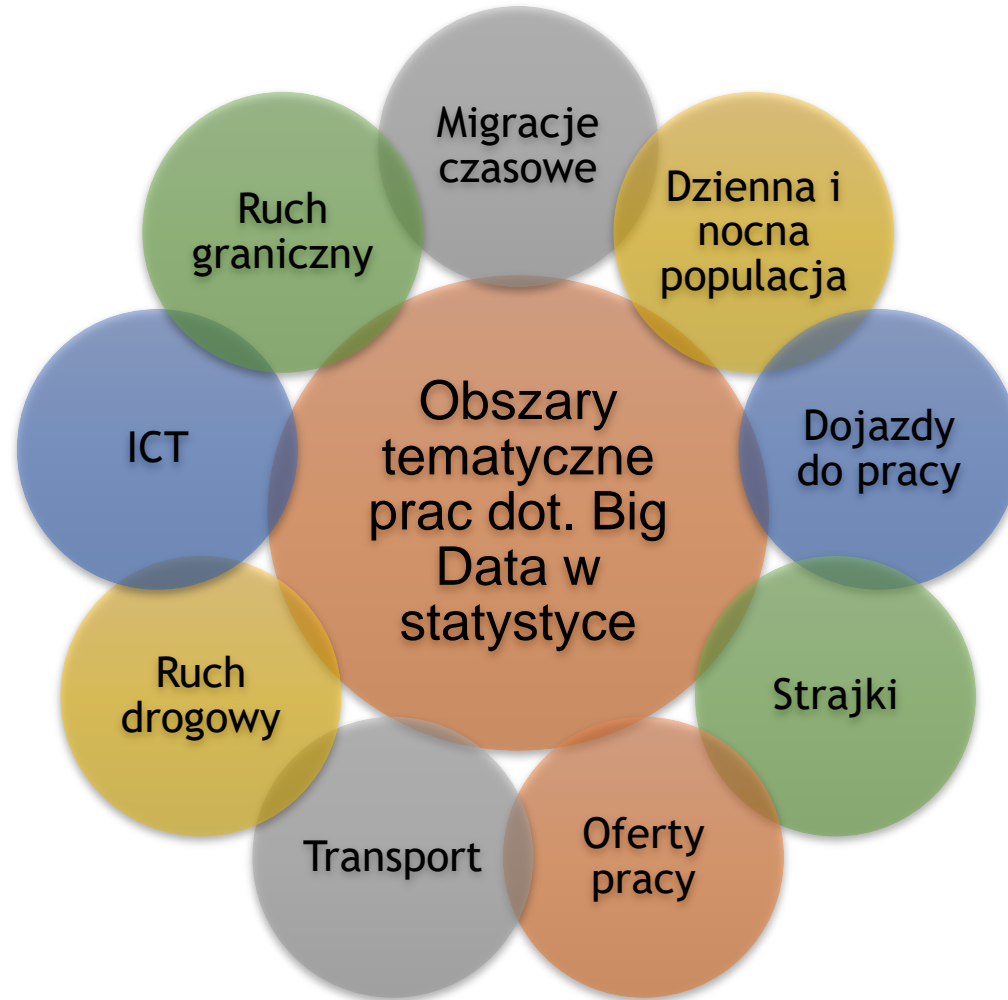 Migracje
czasowe
Dzienna i
nocna
populacja
Dojazdy
do pracy
Strajki
Oferty
pracy
Transport
Ruch
drogowy
ICT
Ruch
graniczny
Obszary
tematyczne
prac dot. Big
Data w
statystyce